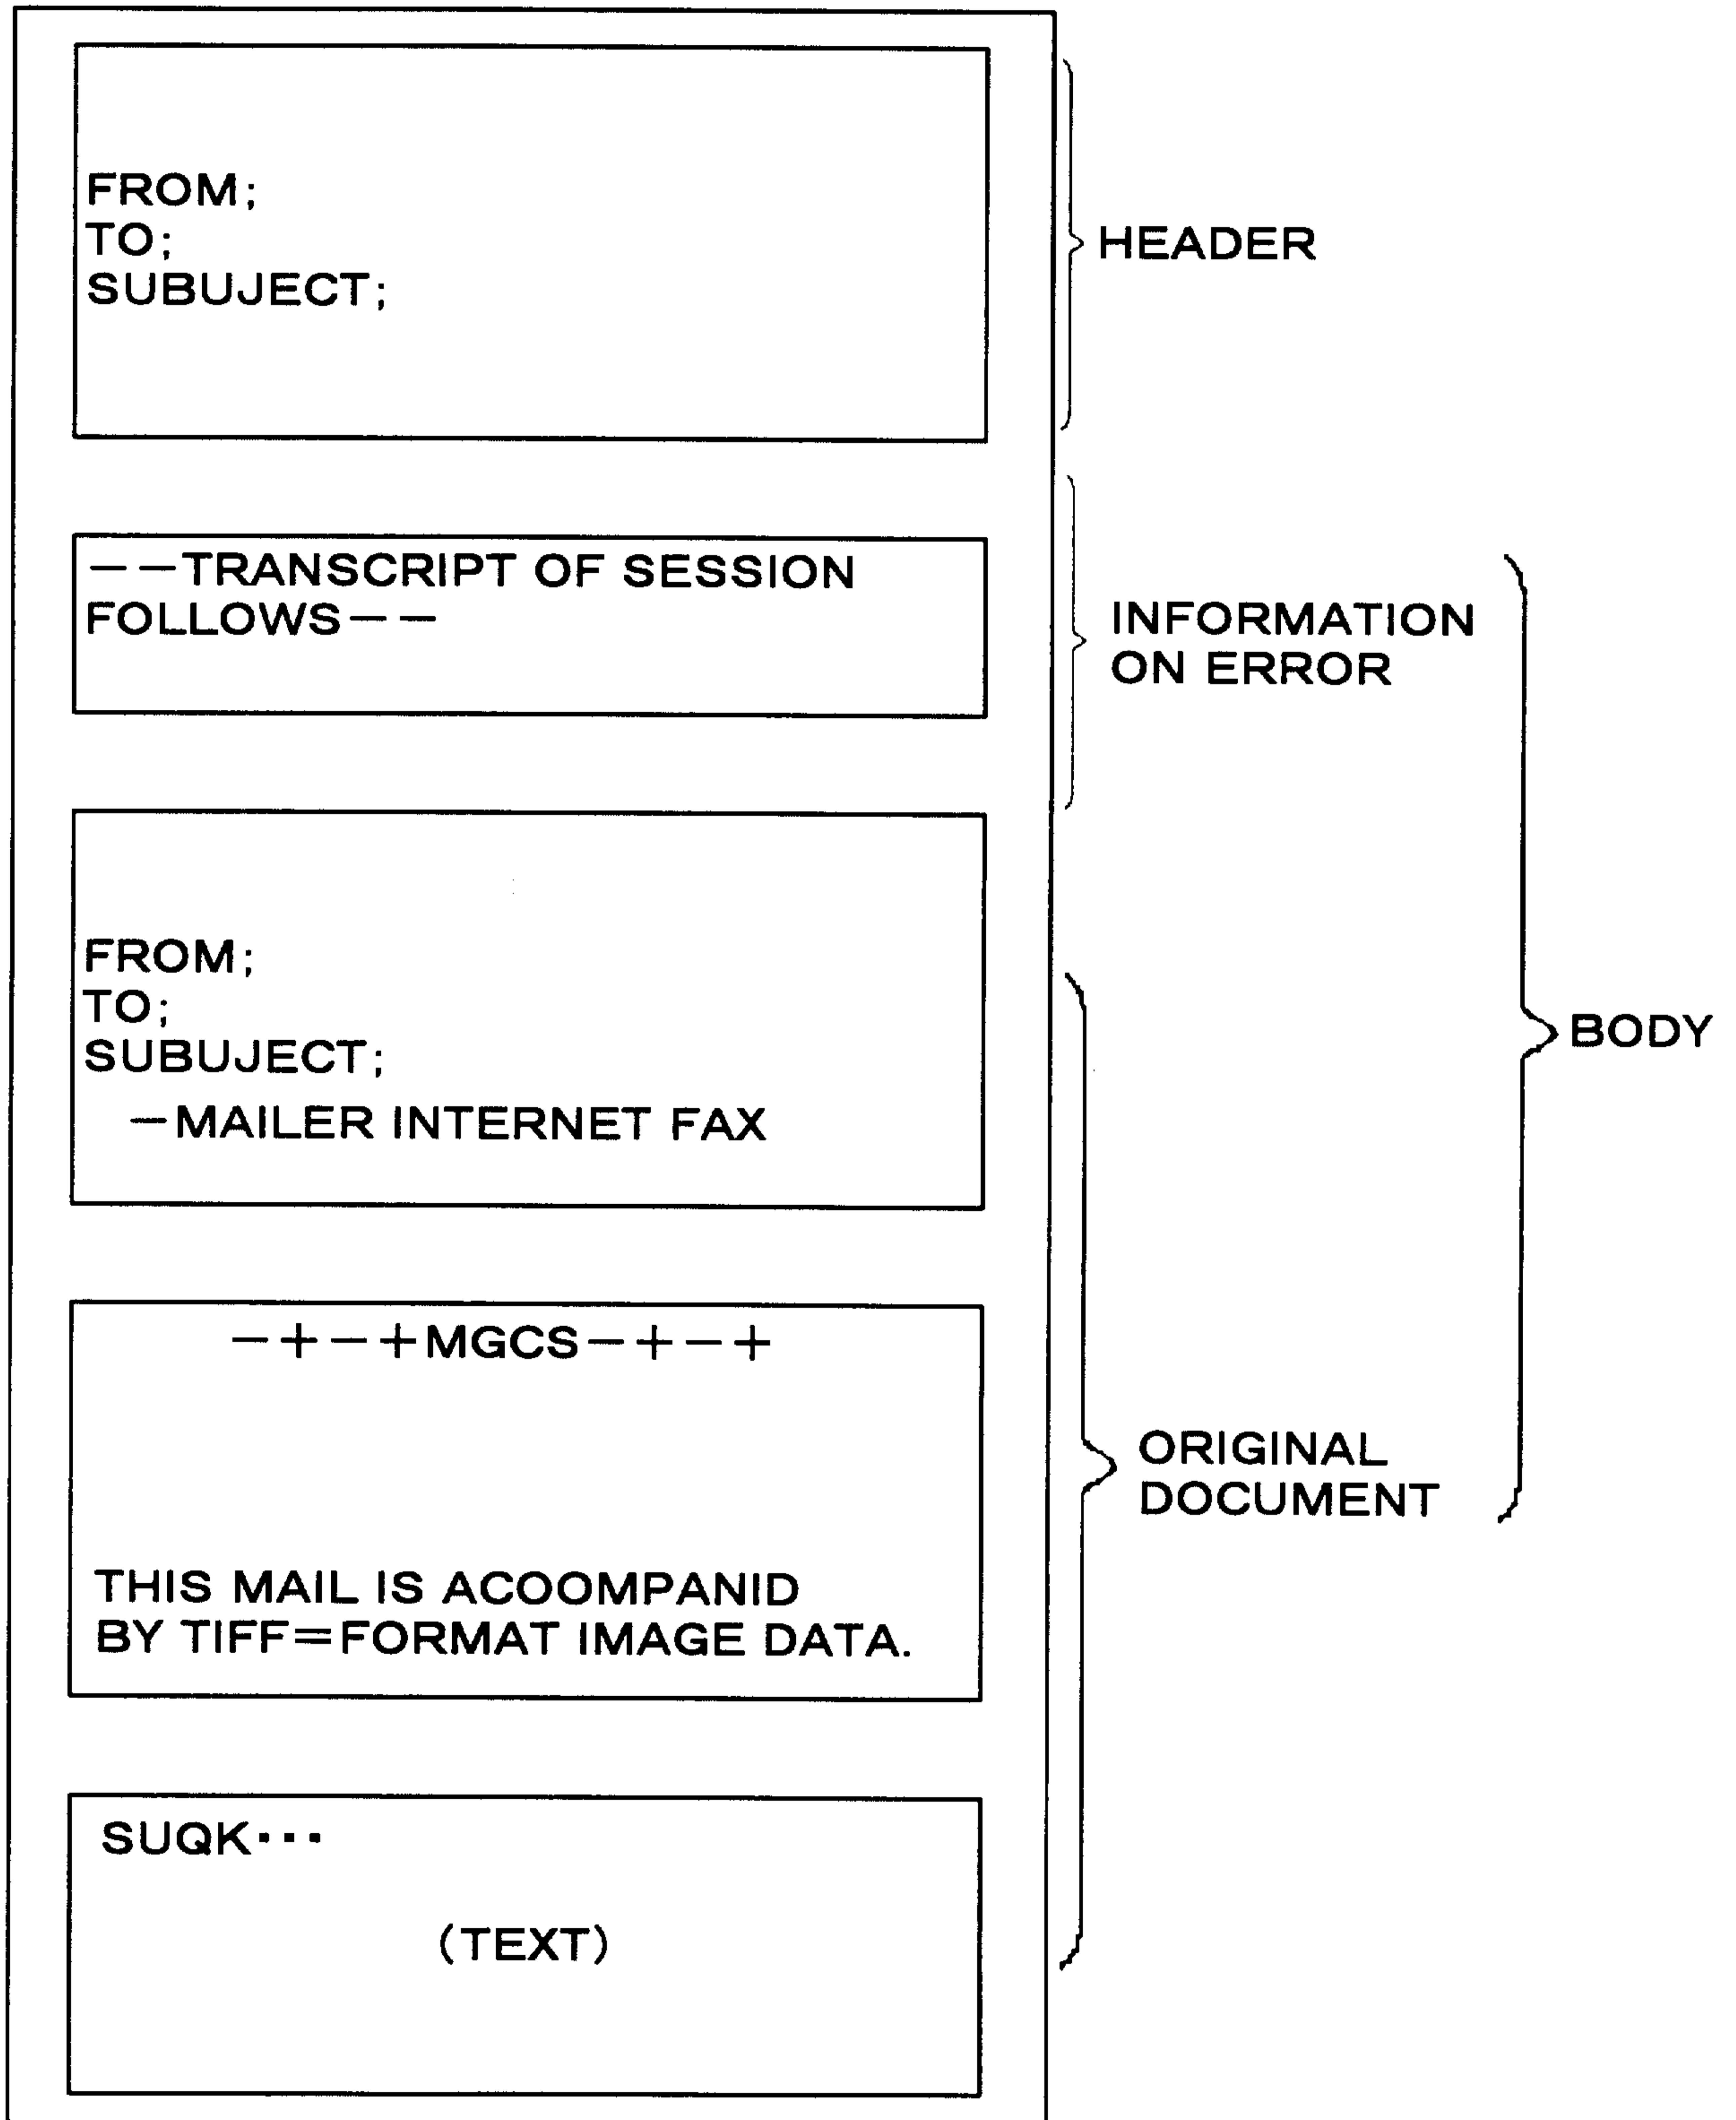 FROM;
TO;
SUBUJECT;
HEADER
——TRANSCRIPT OF SESSION
FOLLOWS——
INFORMATION
ON ERROR
FROM;
TO;
SUBUJECT;
—MAILER INTERNET FAX
BODY
—+—+MGCS—+—+
THIS MAIL IS ACOOMPANID
BY TIFF=FORMAT IMAGE DATA.
ORIGINAL
DOCUMENT
SUQK···
(TEXT)